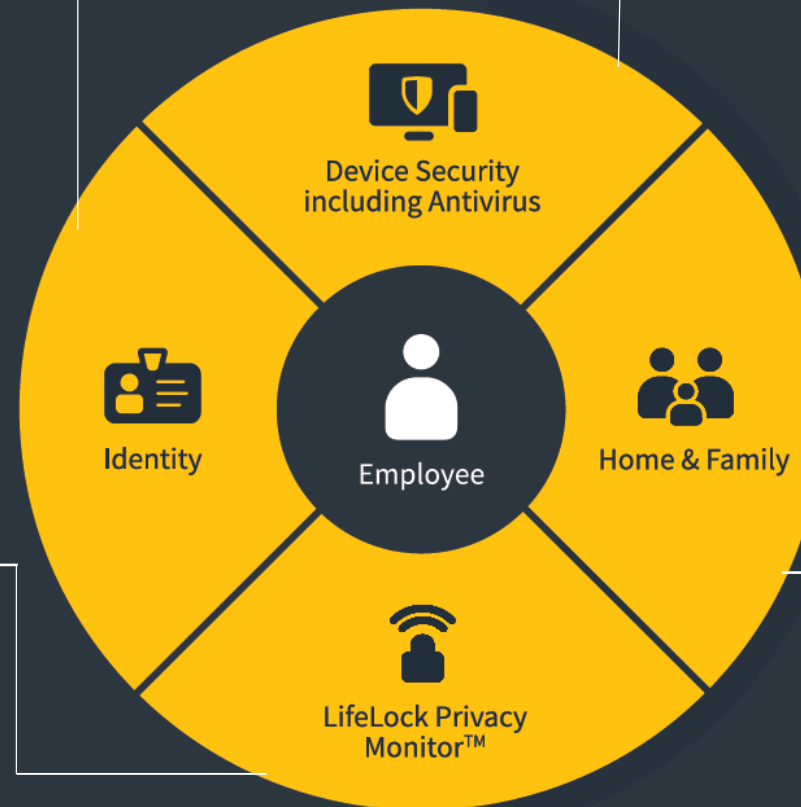 Device Security
including Antivirus
Identity
Employee
Home & Family
LifeLock Privacy
Monitor™